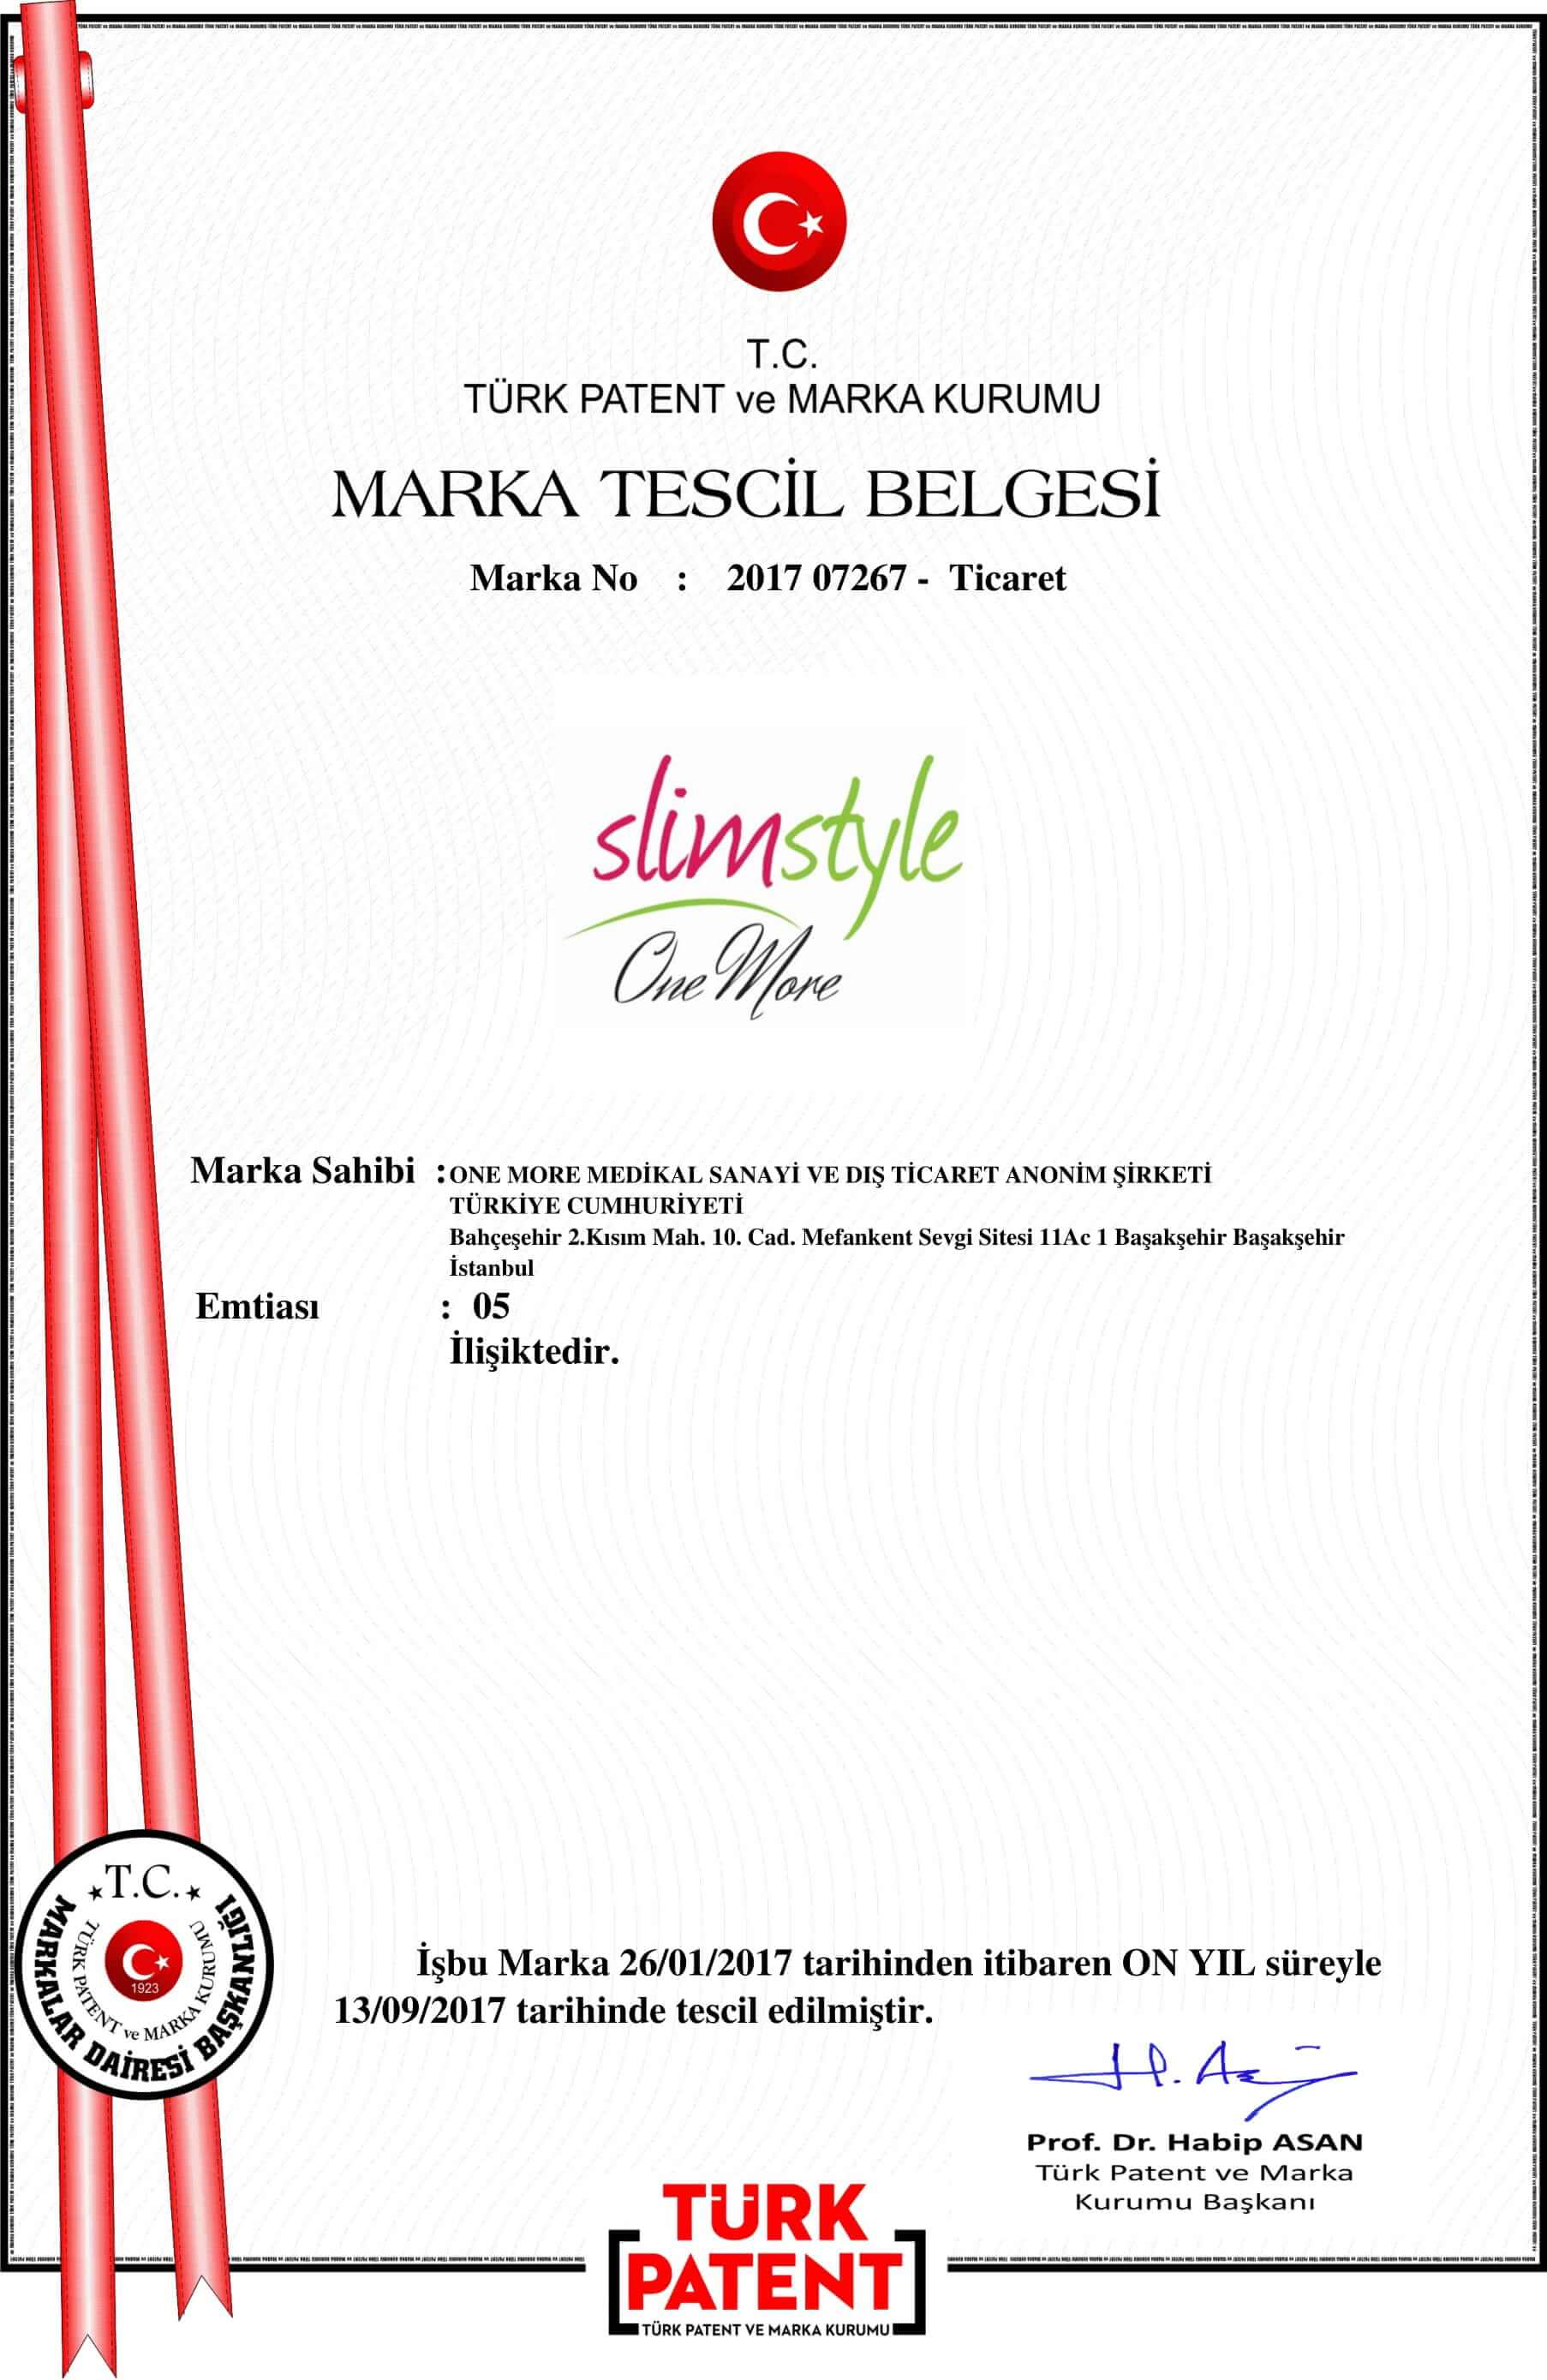 T.C.
TÜRK PATENT ve MARKA KURUMU
MARKA TESCİL BELGESİ
Marka No : 2017 07267 - Ticaret
slimstyle
One More
Marka Sahibi : ONE MORE MEDİKAL SANAYİ VE DIŞ TİCARET ANONİM ŞİRKETİ
TÜRKİYE CUMHURİYETİ
Bahçeşehir 2.Kısım Mah. 10. Cad. Mefankent Sevgi Sitesi 11Ac 1 Başakşehir Başakşehir
İstanbul
Emtiası : 05
İlişiktedir.
T.C.
MARKALAR DAİRESİ BAŞKANLIĞI
TÜRK PATENT ve MARKA KURUMU
1923
İşbu Marka 26/01/2017 tarihinden itibaren ON YIL süreyle
13/09/2017 tarihinde tescil edilmiştir.
Prof. Dr. Habip ASAN
Türk Patent ve Marka
Kurumu Başkanı
TÜRK
PATENT
TÜRK PATENT VE MARKA KURUMU